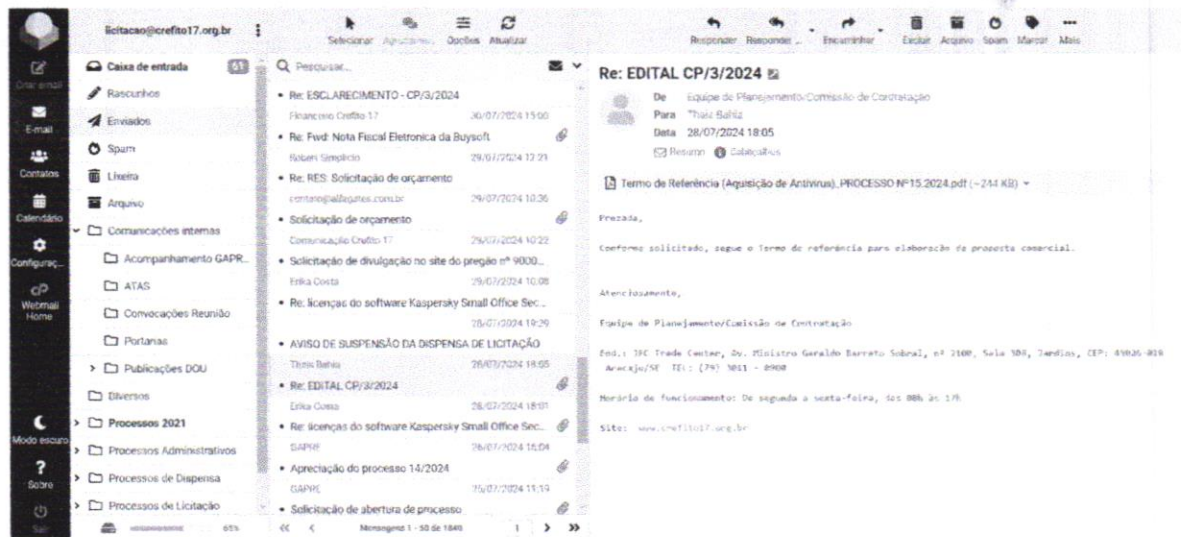 licitacao@crefito17.org.br
Selecionar
Opções
Atualizar
Responder
Responder ...
Encaminhar
Excluir
Arquivo
Spam
Marcar
Mais
Criar email
E-mail
Contatos
Calendário
Configuraç...
Webmail
Home
Modo escuro
Sobre
Sair
Caixa de entrada
Rascunhos
Enviados
Spam
Lixeira
Arquivo
Comunicações internas
Acompanhamento GAPR...
ATAS
Convocações Reunião
Portarias
Publicações DOU
Diversos
Processos 2021
Processos Administrativos
Processos de Dispensa
Processos de Licitação
65%
Pesquisar...
Re: ESCLARECIMENTO - CP/3/2024
Financeiro Crefito 17 30/07/2024 15:00
Re: Fwd: Nota Fiscal Eletronica da Buysoft
Robert Simplicio 29/07/2024 12:21
Re: RES: Solicitação de orçamento
29/07/2024 10:36
Solicitação de orçamento
Comunicação Crefito 17 29/07/2024 10:22
Solicitação de divulgação no site do pregão nº 9000...
Erika Costa 29/07/2024 10:08
Re: licenças do software Kaspersky Small Office Sec...
28/07/2024 19:29
AVISO DE SUSPENSÃO DA DISPENSA DE LICITAÇÃO
Thaiz Bahia 28/07/2024 18:05
Re: EDITAL CP/3/2024
Erika Costa 28/07/2024 18:01
Re: licenças do software Kaspersky Small Office Sec...
GAPRE 26/07/2024 16:04
Apreciação do processo 14/2024
GAPRE 25/07/2024 11:19
Solicitação de abertura de processo
Mensagens 1 - 50 de 1840
1
Re: EDITAL CP/3/2024
De Equipe de Planejamento/Comissão de Contratação
Para Thaiz Bahia
Data 28/07/2024 18:05
Resumo Cabeçalhos
Termo de Referência (Aquisição de Antivirus)_PROCESSO Nº15.2024.pdf (~244 KB)
Prezada,
Conforme solicitado, segue o Termo de referência para elaboração da proposta comercial.
Atenciosamente,
Equipe de Planejamento/Comissão de Contratação
End.: JFC Trade Center, Av. Ministro Geraldo Barreto Sobral, nº 2100, Sala 308, Jardins, CEP: 49026-010
Aracaju/SE TEL: (79) 3011 - 0900
Horário de funcionamento: De segunda a sexta-feira, das 08h às 17h
Site: www.crefito17.org.br